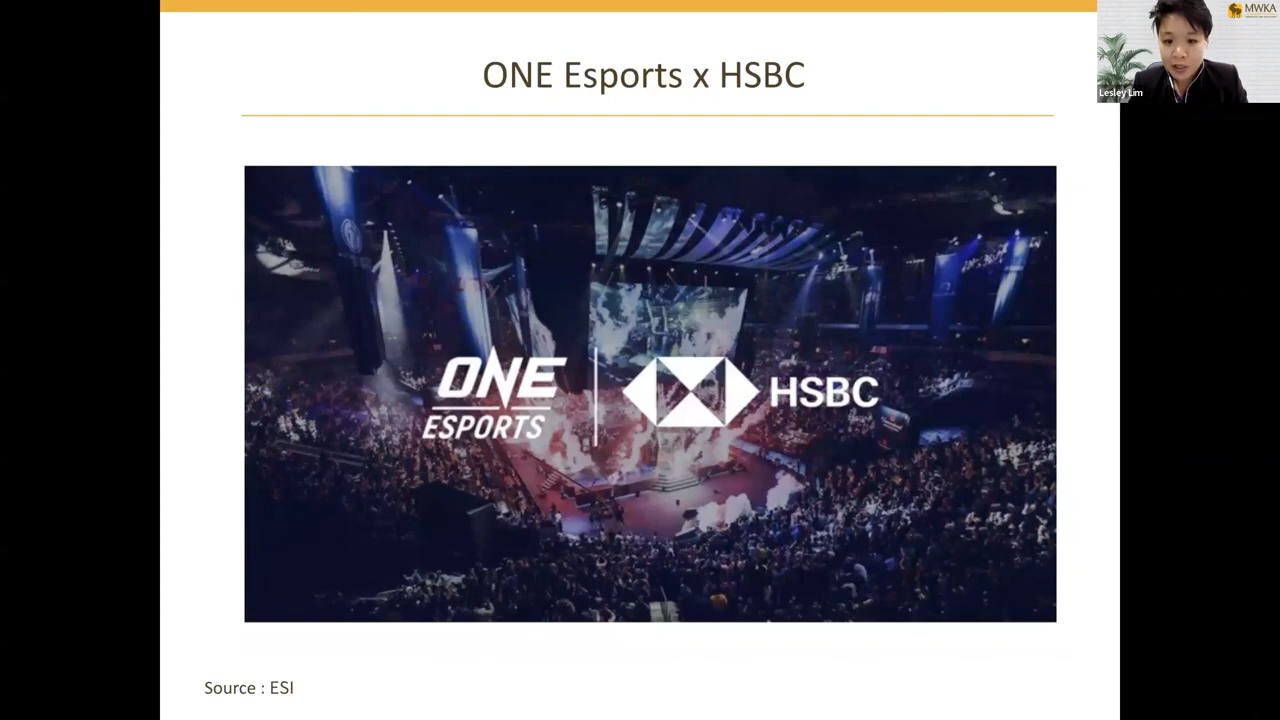 ONE Esports x HSBC
MWKA
Lesley Lim
ONE
ESPORTS
HSBC
Source : ESI